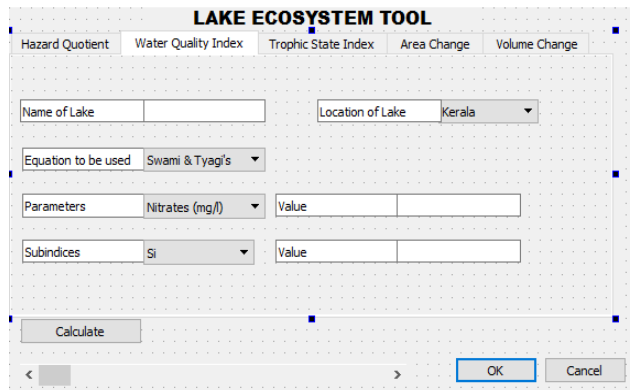 LAKE ECOSYSTEM TOOL
Hazard Quotient Water Quality Index Trophic State Index Area Change Volume Change
Name of Lake Location of Lake Kerala
Equation to be used Swami & Tyagi's
Parameters Nitrates (mg/l) Value
Subindices Si Value
Calculate
OK Cancel